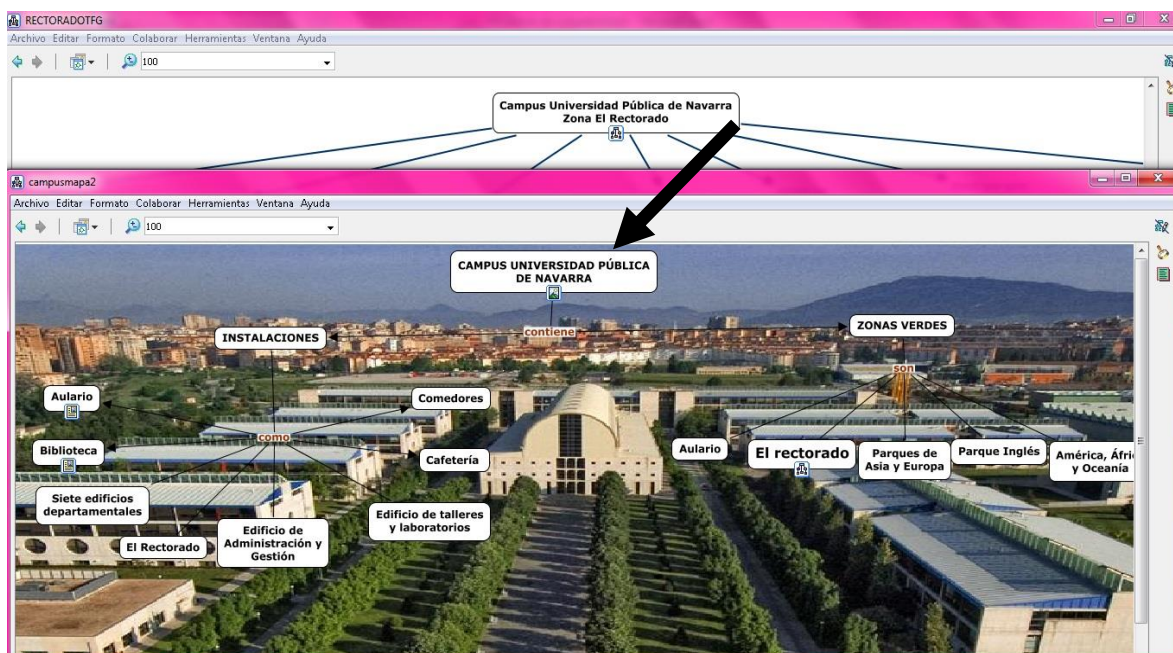 RECTORADOTFG
Archivo Editar Formato Colaborar Herramientas Ventana Ayuda
100
Campus Universidad Pública de Navarra
Zona El Rectorado
campusmapa2
Archivo Editar Formato Colaborar Herramientas Ventana Ayuda
100
CAMPUS UNIVERSIDAD PÚBLICA
DE NAVARRA
contiene
INSTALACIONES
ZONAS VERDES
son
Aulario
Comedores
como
Biblioteca
Cafetería
Siete edificios
departamentales
El Rectorado
Edificio de
Administración y
Gestión
Edificio de talleres
y laboratorios
Aulario
El rectorado
Parques de
Asia y Europa
Parque Inglés
América, Áfri
y Oceanía